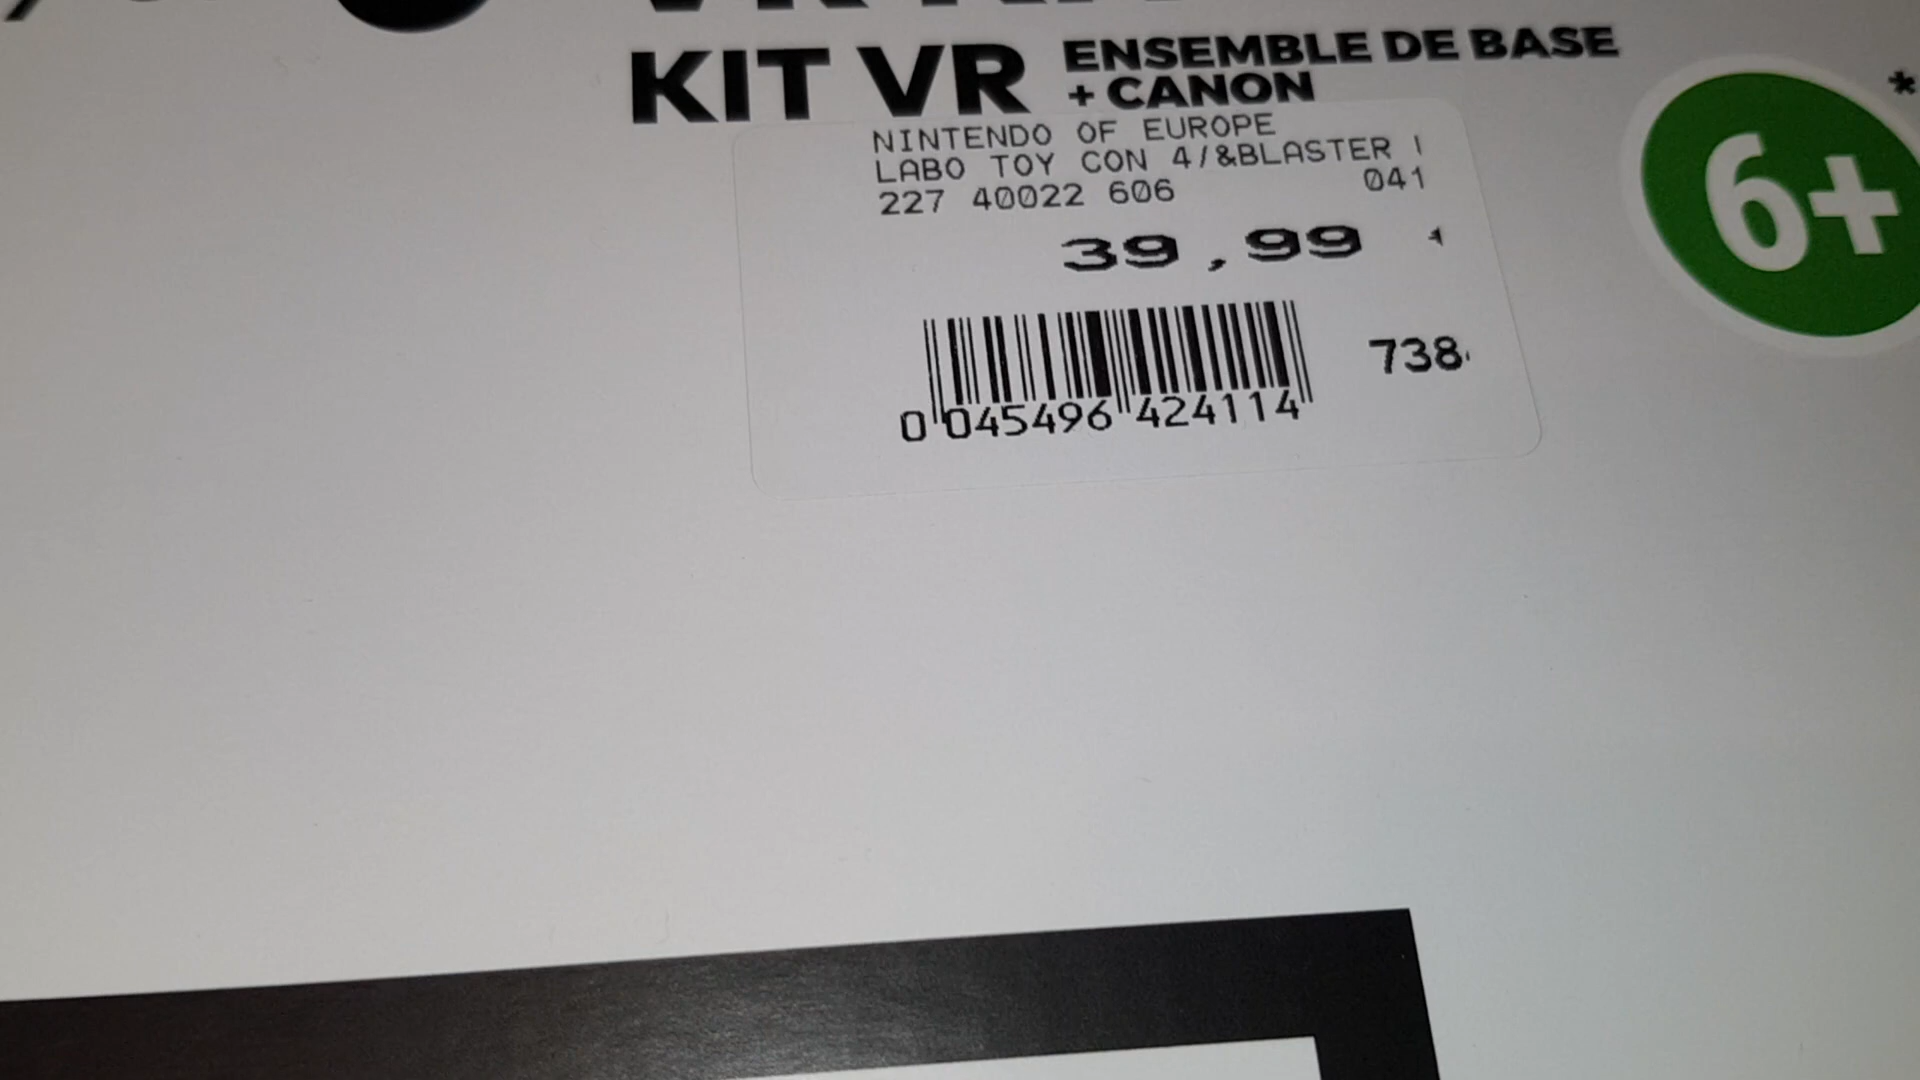 KIT VR ENSEMBLE DE BASE
+ CANON
*
6+
NINTENDO OF EUROPE
LABO TOY CON 4/&BLASTER
227 40022 606 041
39,99
738
0 045496 424114